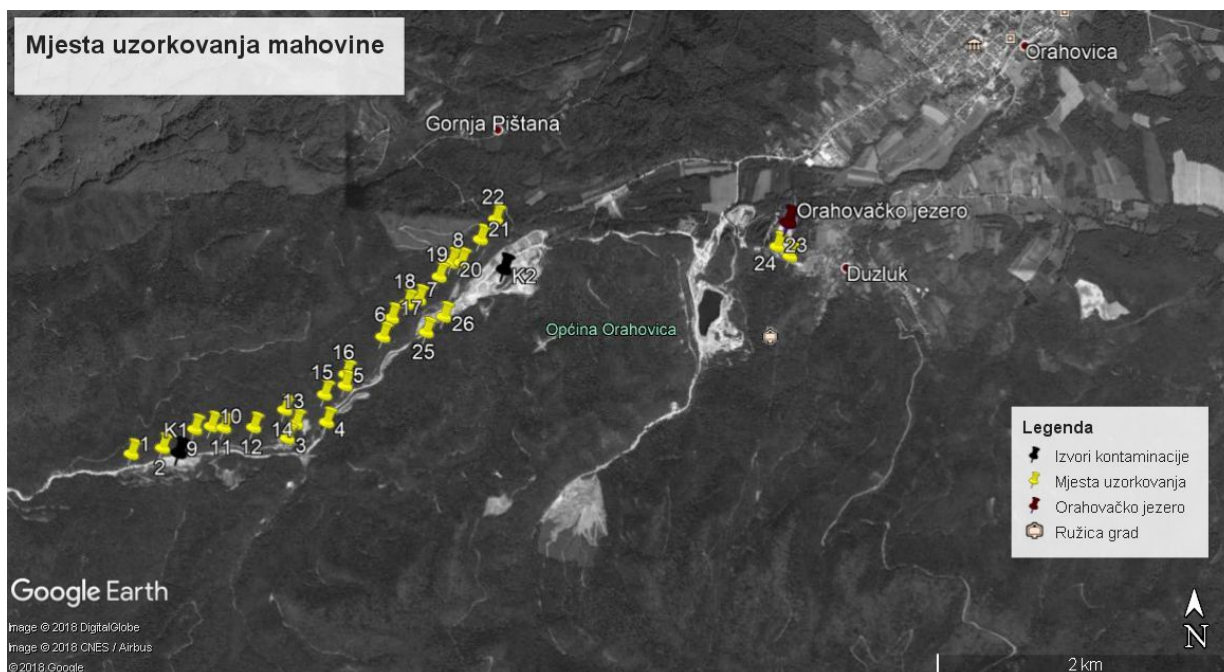 Mjesta uzorkovanja mahovine
Orahovica
Gornja Pištana
22
Orahovačko jezero
21
8
19
23
20
24
K2
Duzluk
18
7
6
17
26
Općina Orahovica
25
16
15
5
13
K1
10
14
4
1
9
11
12
3
2
Legenda
Izvori kontaminacije
Mjesta uzorkovanja
Orahovačko jezero
Ružica grad
Google Earth
Image © 2018 DigitalGlobe
Image © 2018 CNES / Airbus
© 2018 Google
N
2 km